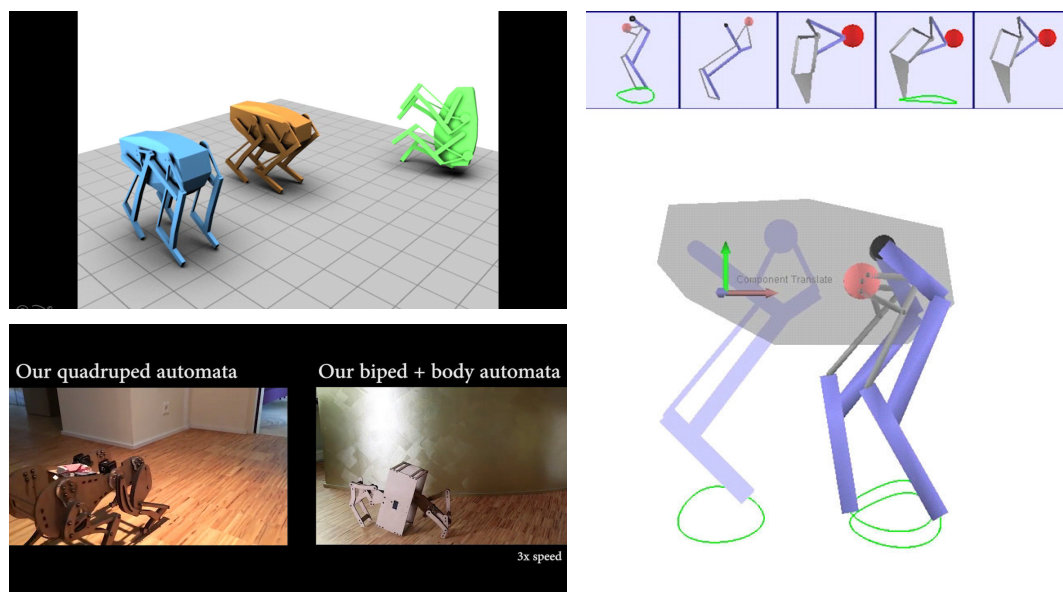 Component Translate
Our quadruped automata
Our biped + body automata
3x speed